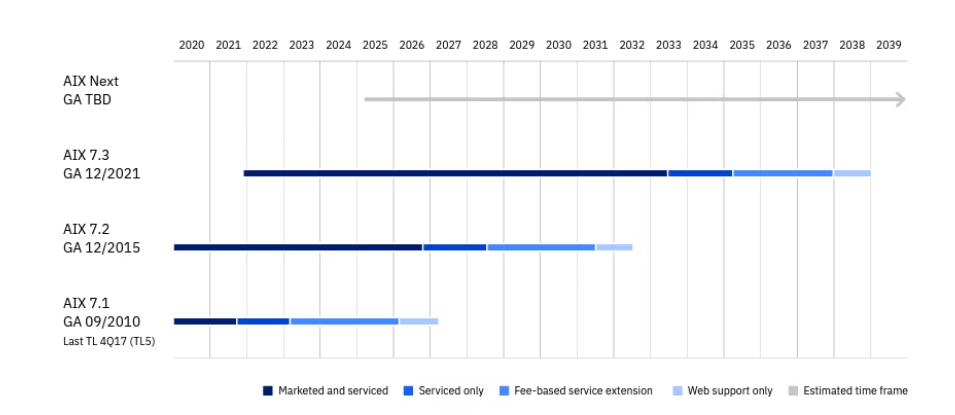 2020 2021 2022 2023 2024 2025 2026 2027 2028 2029 2030 2031 2032 2033 2034 2035 2036 2037 2038 2039
AIX Next
GA TBD
AIX 7.3
GA 12/2021
AIX 7.2
GA 12/2015
AIX 7.1
GA 09/2010
Last TL 4Q17 (TL5)
Marketed and serviced Serviced only Fee-based service extension Web support only Estimated time frame